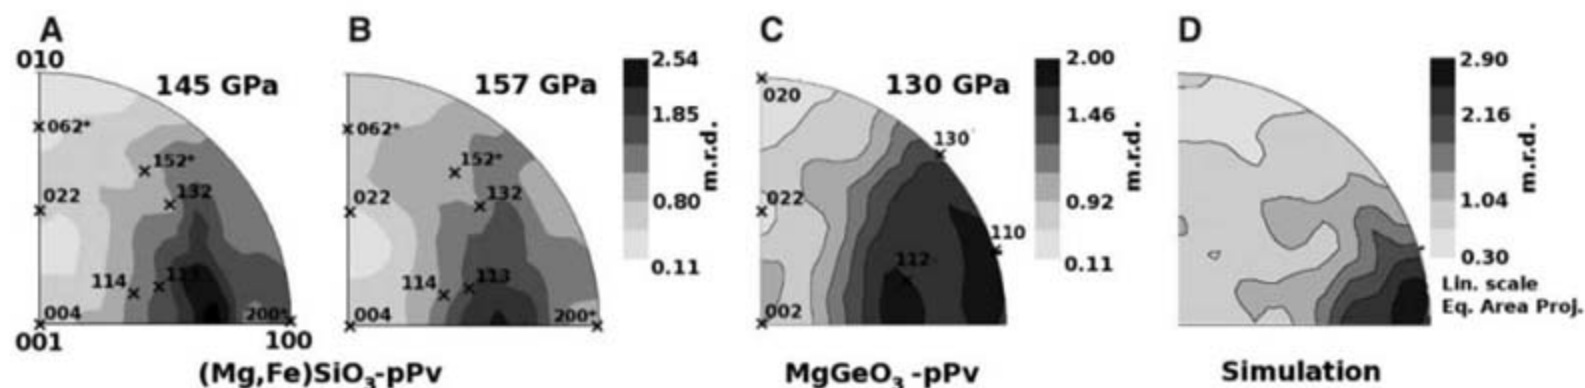 A
010
145 GPa
062*
152*
132
022
114
113
004
200*
001
100
B
157 GPa
062*
152*
132
022
114
113
004
200*
2.54
1.85
0.80
0.11
m.r.d.
(Mg,Fe)SiO₃-pPv
C
130 GPa
020
130
022
110
112
002
2.00
1.46
0.92
0.11
m.r.d.
MgGeO₃ -pPv
D
2.90
2.16
1.04
0.30
m.r.d.
Lin. scale
Eq. Area Proj.
Simulation